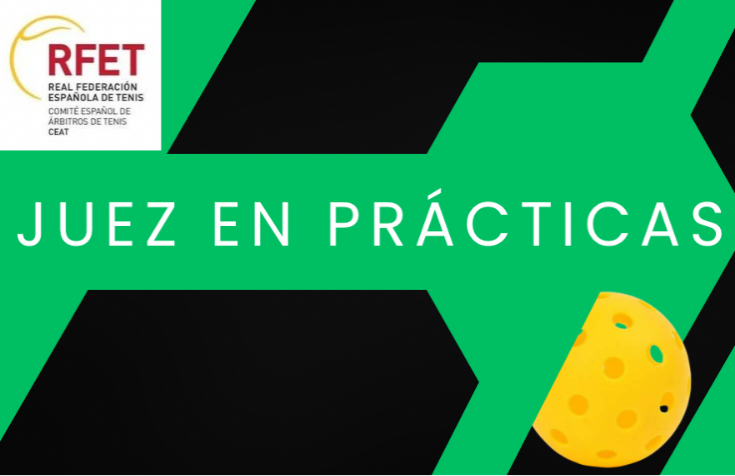 RFET
REAL FEDERACIÓN
ESPAÑOLA DE TENIS
COMITÉ ESPAÑOL DE
ÁRBITROS DE TENIS
CEAT
JUEZ EN PRÁCTICAS